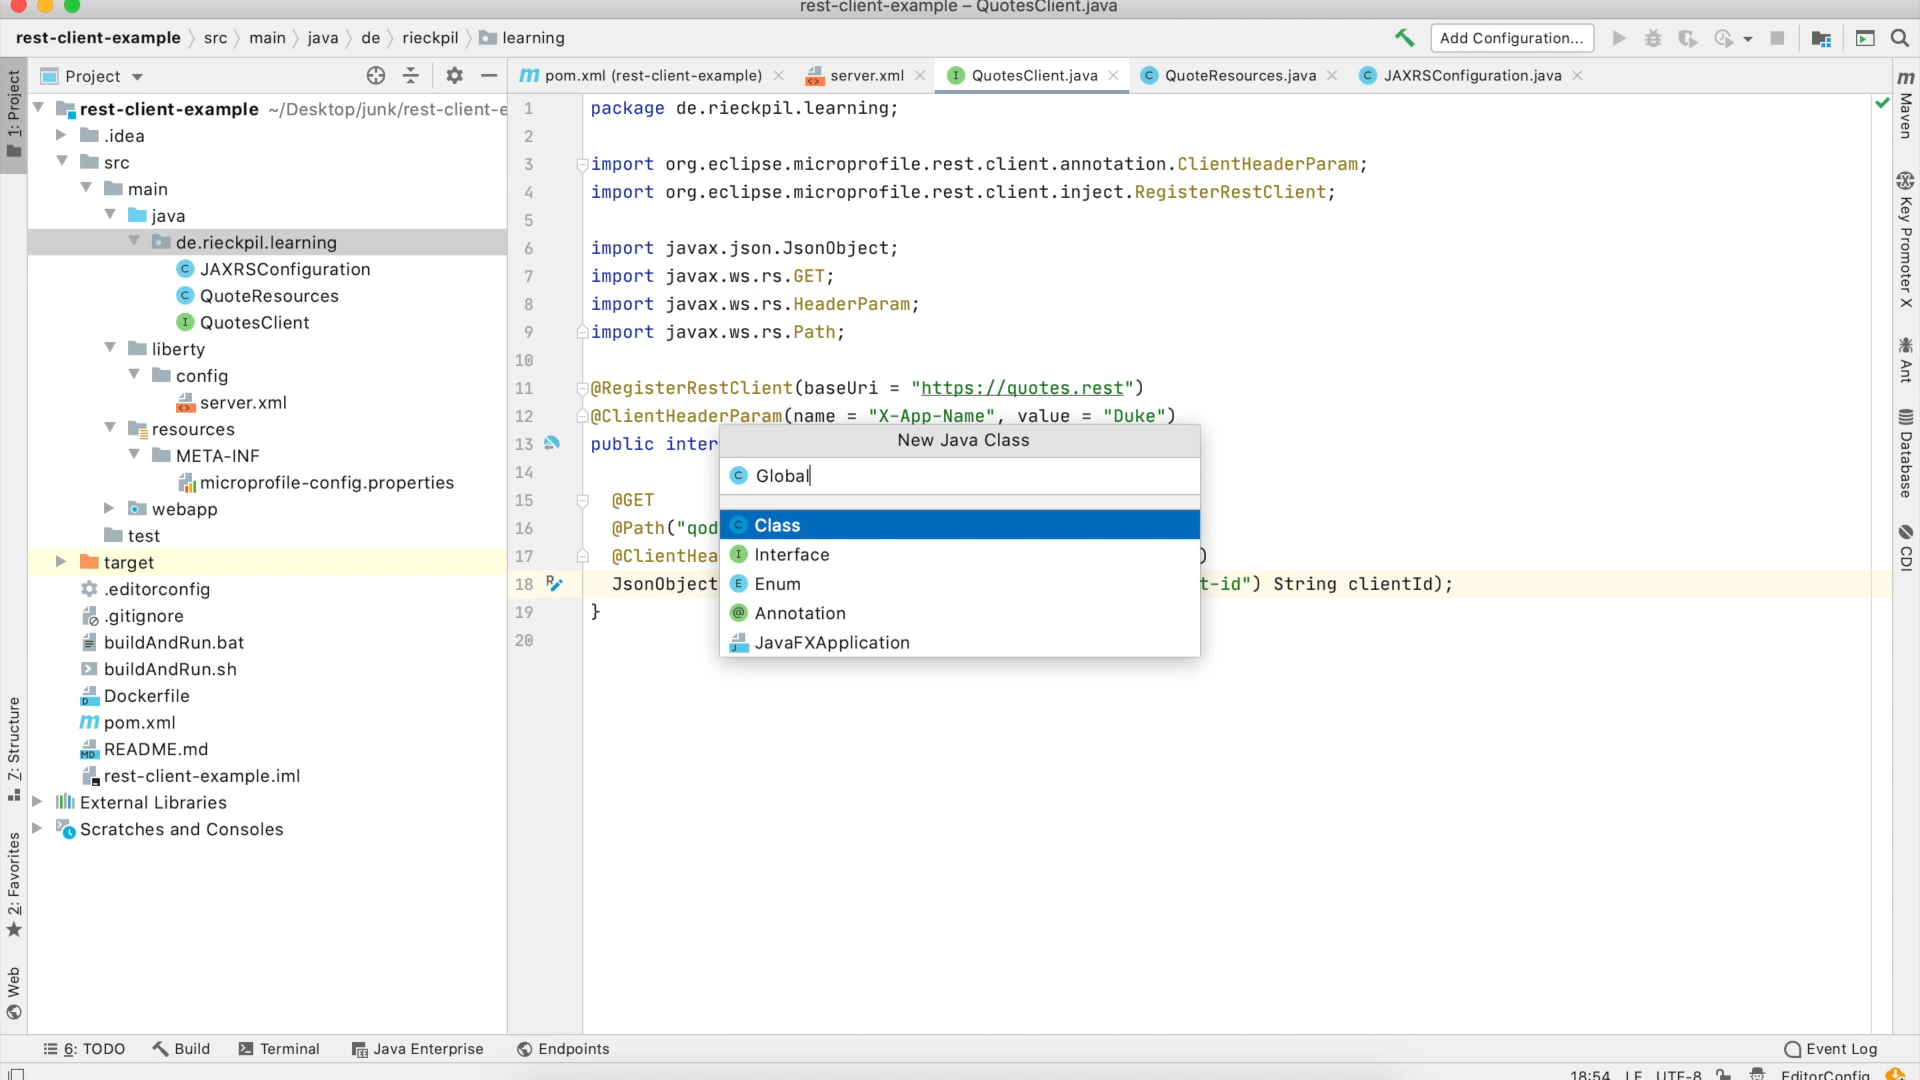 rest-client-example – QuotesClient.java
rest-client-example src main java de rieckpil learning
Add Configuration...
1: Project
Project
pom.xml (rest-client-example)
server.xml
QuotesClient.java
QuoteResources.java
JAXRSConfiguration.java
rest-client-example ~/Desktop/junk/rest-client-e
.idea
src
main
java
de.rieckpil.learning
JAXRSConfiguration
QuoteResources
QuotesClient
liberty
config
server.xml
resources
META-INF
microprofile-config.properties
webapp
test
target
.editorconfig
.gitignore
buildAndRun.bat
buildAndRun.sh
Dockerfile
pom.xml
README.md
rest-client-example.iml
External Libraries
Scratches and Consoles
7: Structure
2: Favorites
Web
1 package de.rieckpil.learning;
2
3 import org.eclipse.microprofile.rest.client.annotation.ClientHeaderParam;
4 import org.eclipse.microprofile.rest.client.inject.RegisterRestClient;
5
6 import javax.json.JsonObject;
7 import javax.ws.rs.GET;
8 import javax.ws.rs.HeaderParam;
9 import javax.ws.rs.Path;
10
11 @RegisterRestClient(baseUri = "https://quotes.rest")
12 @ClientHeaderParam(name = "X-App-Name", value = "Duke")
13 public inter
14
15 @GET
16 @Path("qod
17 @ClientHea )
18 JsonObject t-id") String clientId);
19 }
20
New Java Class
Global
Class
Interface
Enum
Annotation
JavaFXApplication
Maven
Key Promoter X
Ant
Database
CDI
6: TODO
Build
Terminal
Java Enterprise
Endpoints
Event Log
18:54 LF UTF-8 EditorConfig